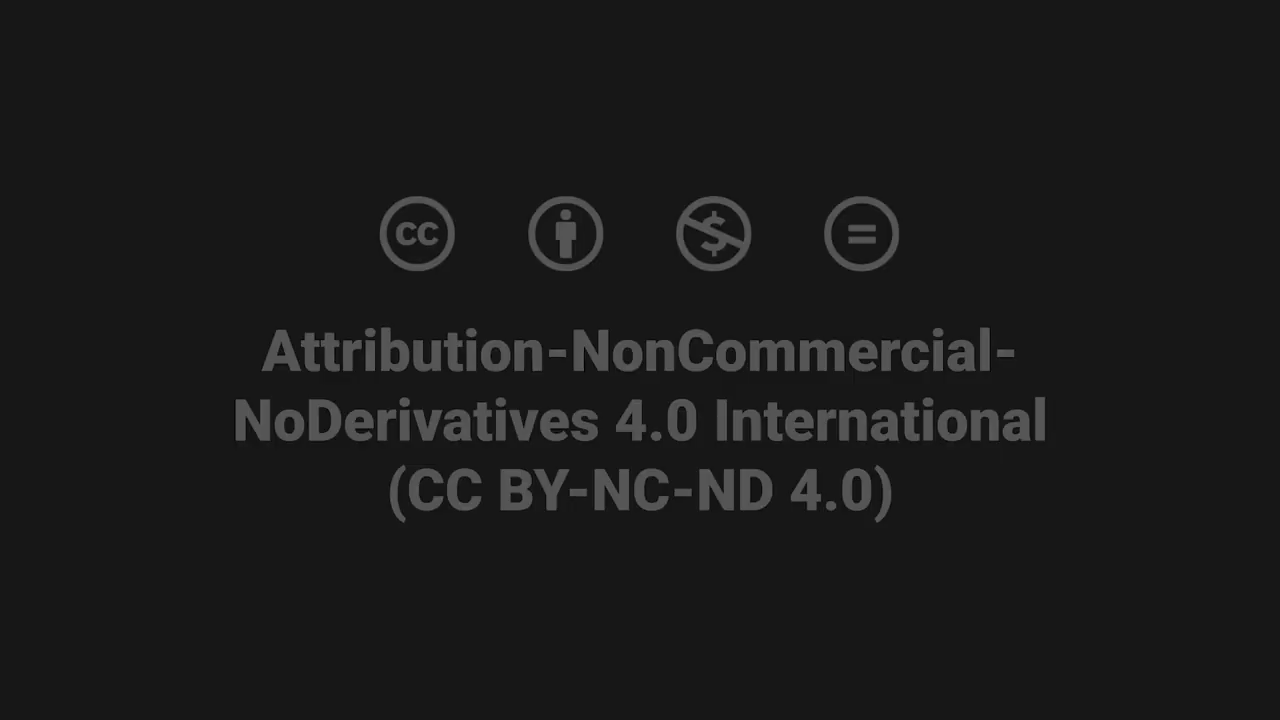 cc
Attribution-NonCommercial-
NoDerivatives 4.0 International
(CC BY-NC-ND 4.0)